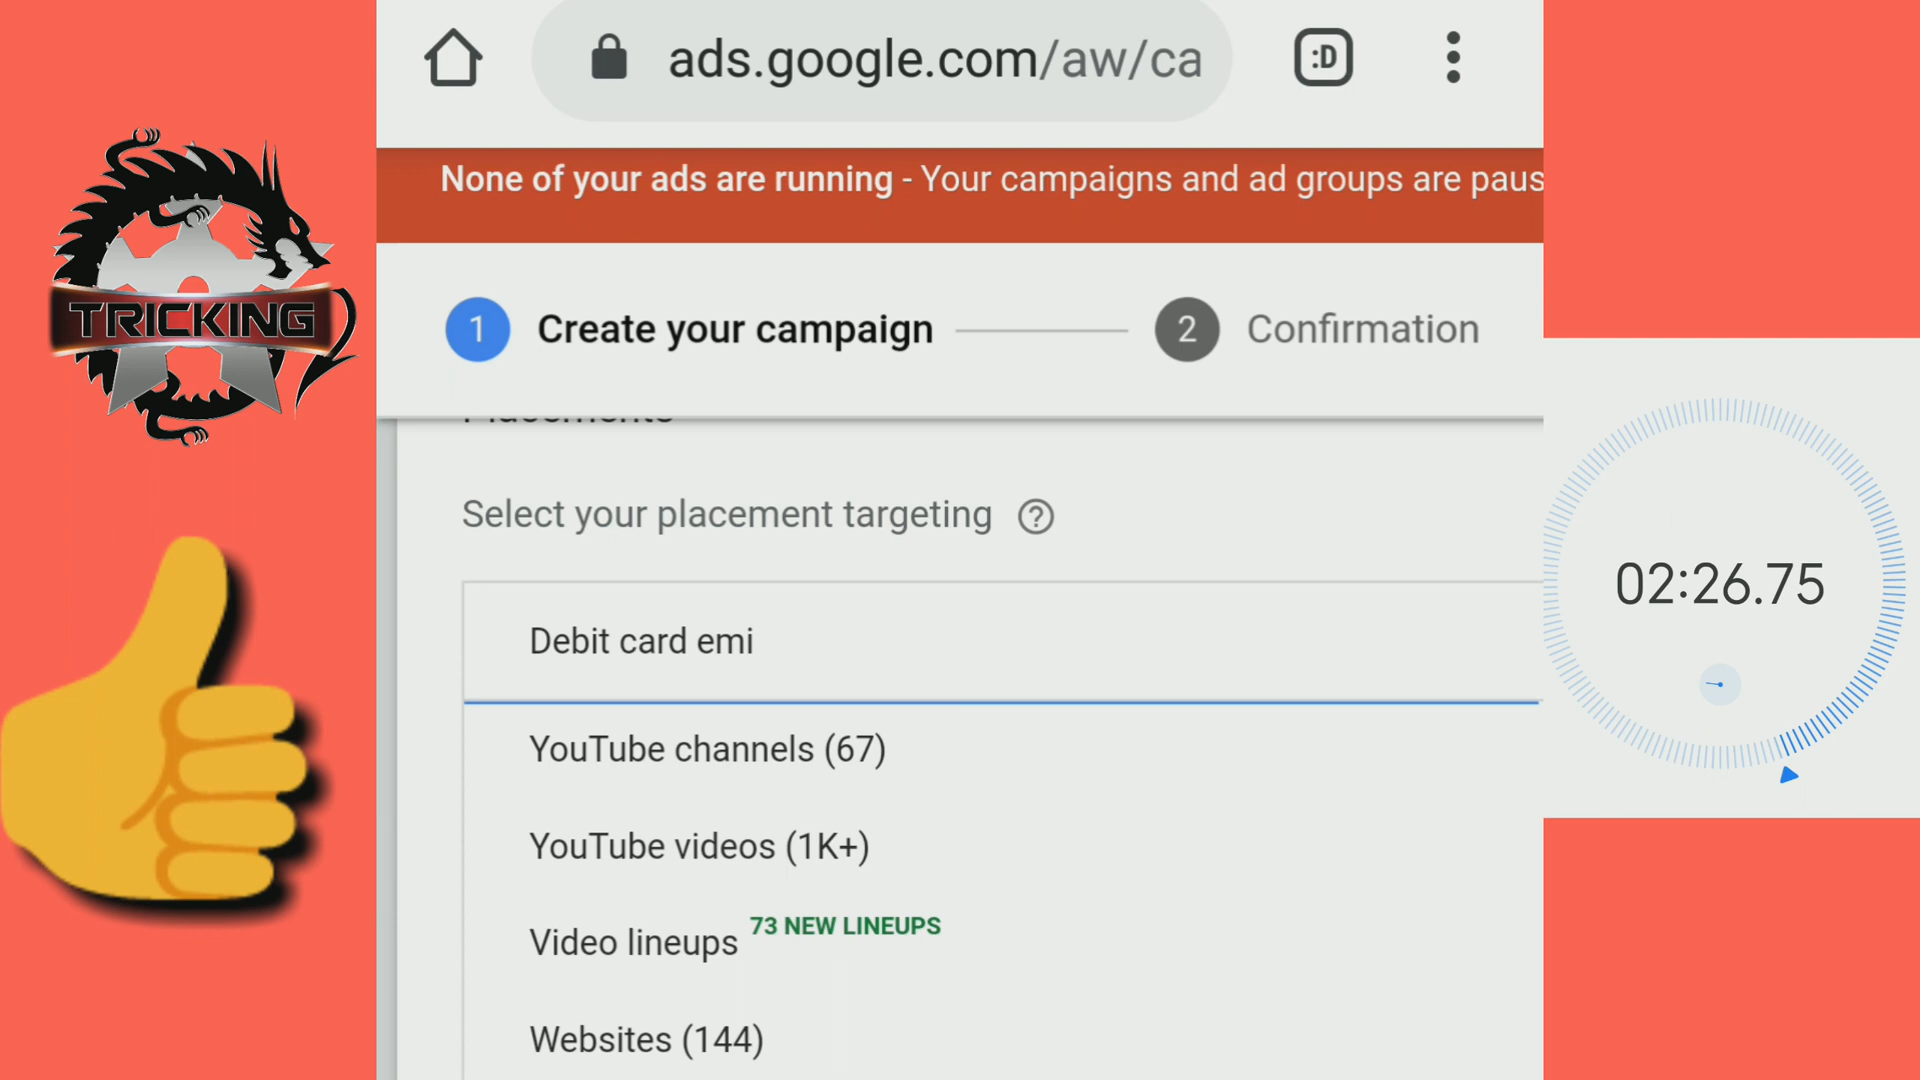 ads.google.com/aw/ca
:D
None of your ads are running - Your campaigns and ad groups are paus
1 Create your campaign 2 Confirmation
Placements
Select your placement targeting ?
Debit card emi
YouTube channels (67)
YouTube videos (1K+)
Video lineups 73 NEW LINEUPS
Websites (144)
TRICKING
02:26.75